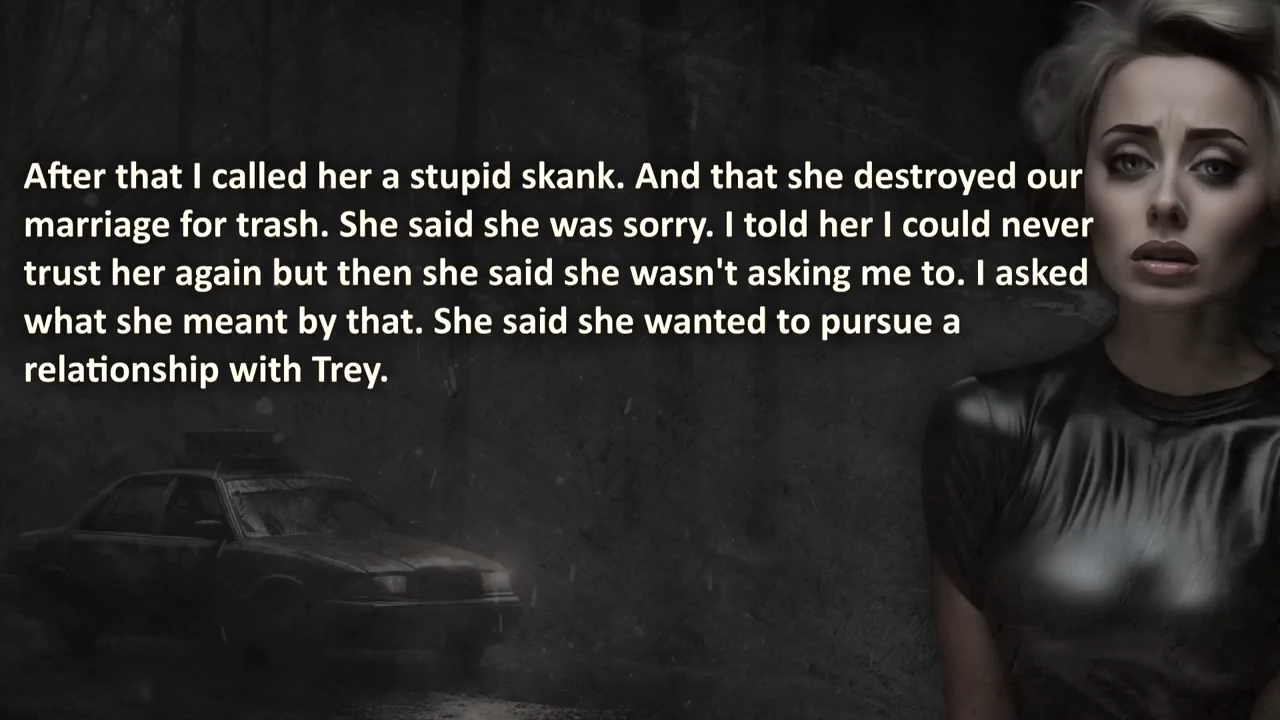 After that I called her a stupid skank. And that she destroyed our
marriage for trash. She said she was sorry. I told her I could never
trust her again but then she said she wasn't asking me to. I asked
what she meant by that. She said she wanted to pursue a
relationship with Trey.